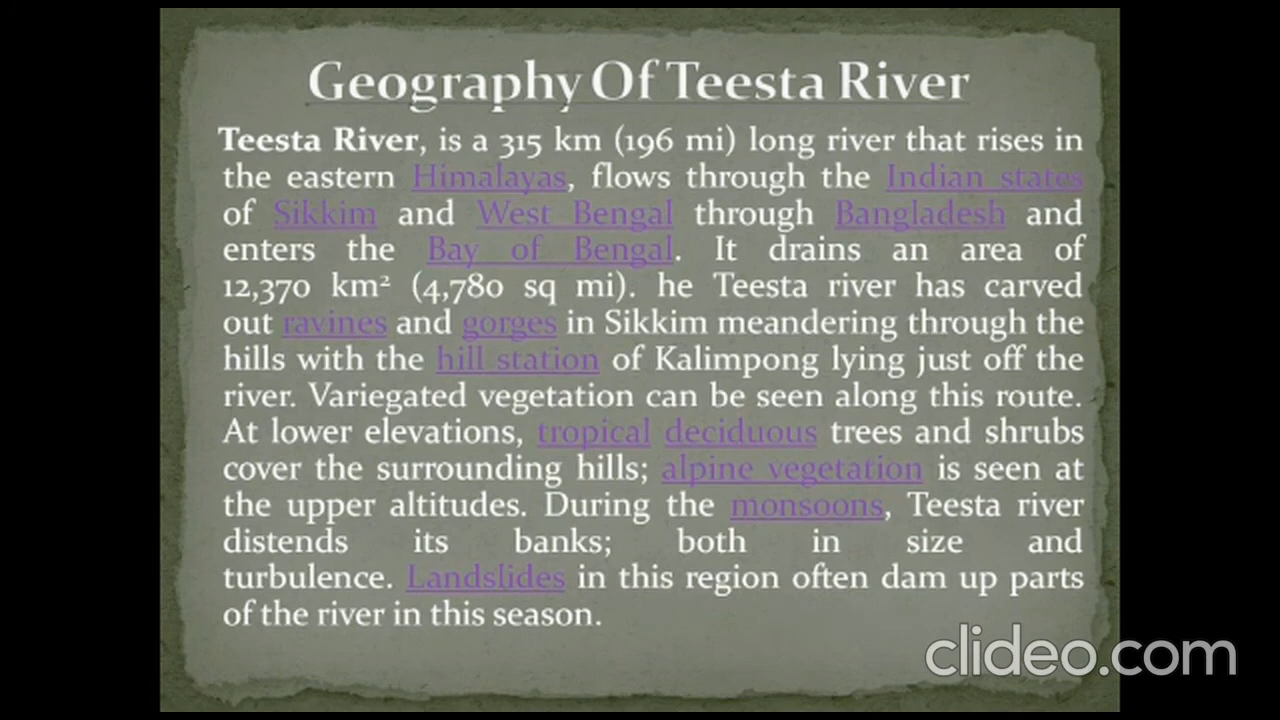 Geography Of Teesta River
Teesta River, is a 315 km (196 mi) long river that rises in
the eastern Himalayas, flows through the Indian states
of Sikkim and West Bengal through Bangladesh and
enters the Bay of Bengal. It drains an area of
12,370 km² (4,780 sq mi). he Teesta river has carved
out ravines and gorges in Sikkim meandering through the
hills with the hill station of Kalimpong lying just off the
river. Variegated vegetation can be seen along this route.
At lower elevations, tropical deciduous trees and shrubs
cover the surrounding hills; alpine vegetation is seen at
the upper altitudes. During the monsoons, Teesta river
distends its banks; both in size and
turbulence. Landslides in this region often dam up parts
of the river in this season.
clideo.com